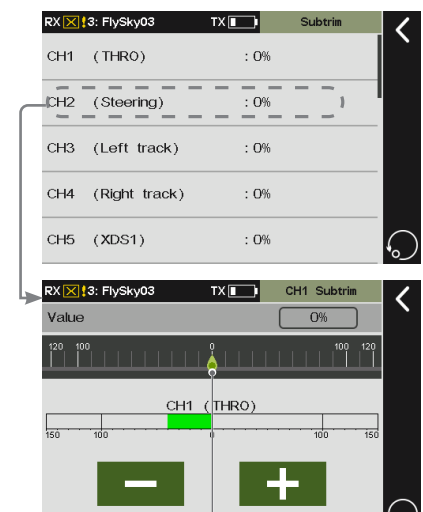 RX !3: FlySky03 TX Subtrim
CH1 (THRO) : 0%
CH2 (Steering) : 0%
CH3 (Left track) : 0%
CH4 (Right track) : 0%
CH5 (XDS1) : 0%
RX !3: FlySky03 TX CH1 Subtrim
Value 0%
120 100 0 100 120
CH1 (THRO)
150 100 0 100 150